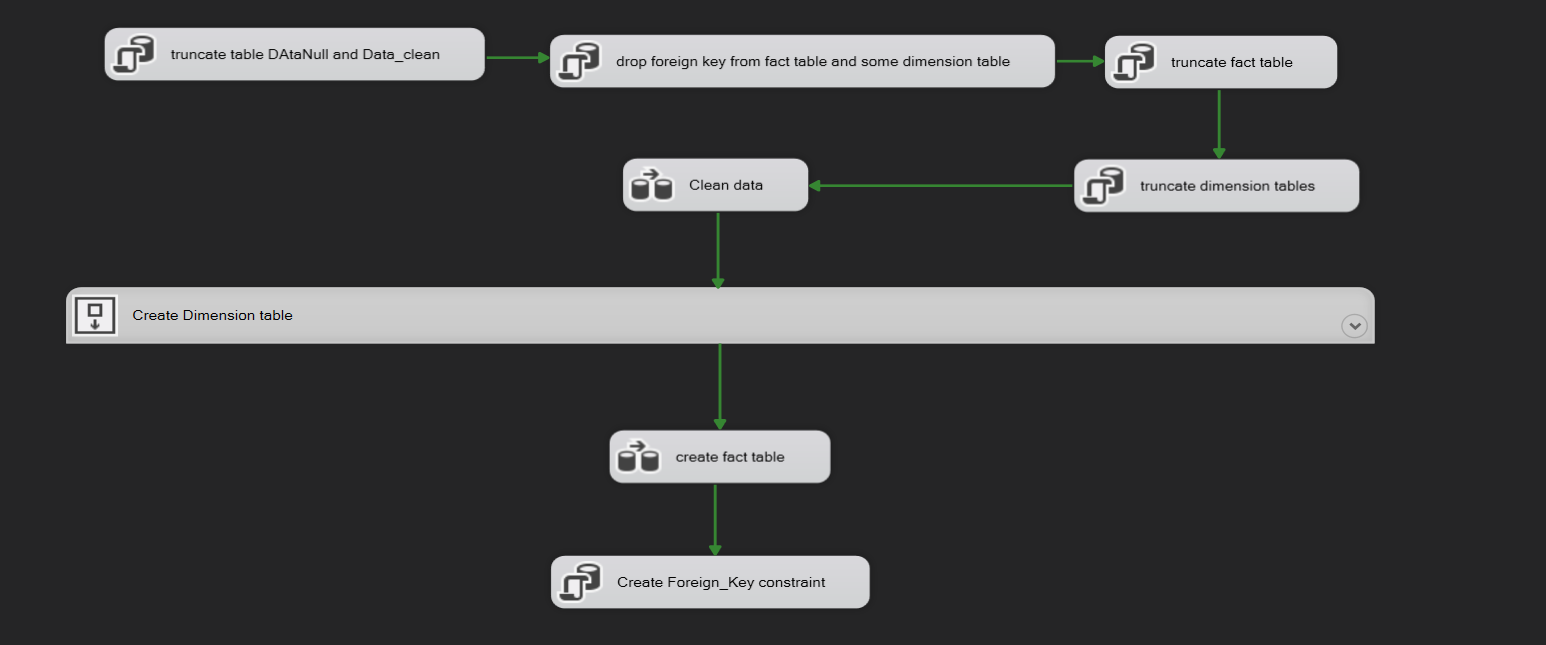 truncate table DAtaNull and Data_clean
drop foreign key from fact table and some dimension table
truncate fact table
truncate dimension tables
Clean data
Create Dimension table
create fact table
Create Foreign_Key constraint